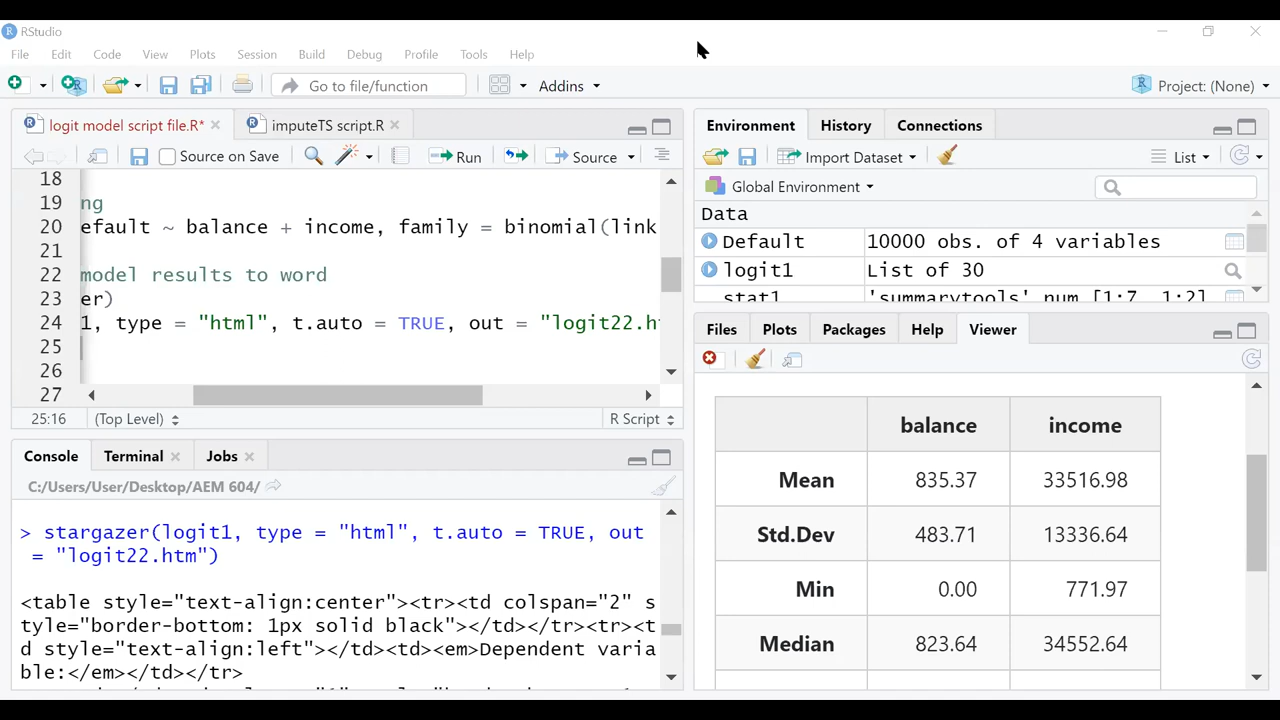 RStudio
File Edit Code View Plots Session Build Debug Profile Tools Help
Go to file/function Addins Project: (None)
logit model script file.R* imputeTS script.R
Source on Save Run Source
18
19 ng
20 efault ~ balance + income, family = binomial(link
21
22 model results to word
23 er)
24 1, type = "html", t.auto = TRUE, out = "logit22.h
25
26
27
25:16 (Top Level) R Script
Console Terminal Jobs
C:/Users/User/Desktop/AEM 604/
> stargazer(logit1, type = "html", t.auto = TRUE, out
= "logit22.htm")
<table style="text-align:center"><tr><td colspan="2" s
tyle="border-bottom: 1px solid black"></td></tr><tr><t
d style="text-align:left"></td><td><em>Dependent varia
ble:</em></td></tr>
Environment History Connections
Import Dataset List
Global Environment
Data
Default 10000 obs. of 4 variables
logit1 List of 30
stat1 'summarytools' num [1:7, 1:2]
Files Plots Packages Help Viewer
balance income
Mean 835.37 33516.98
Std.Dev 483.71 13336.64
Min 0.00 771.97
Median 823.64 34552.64